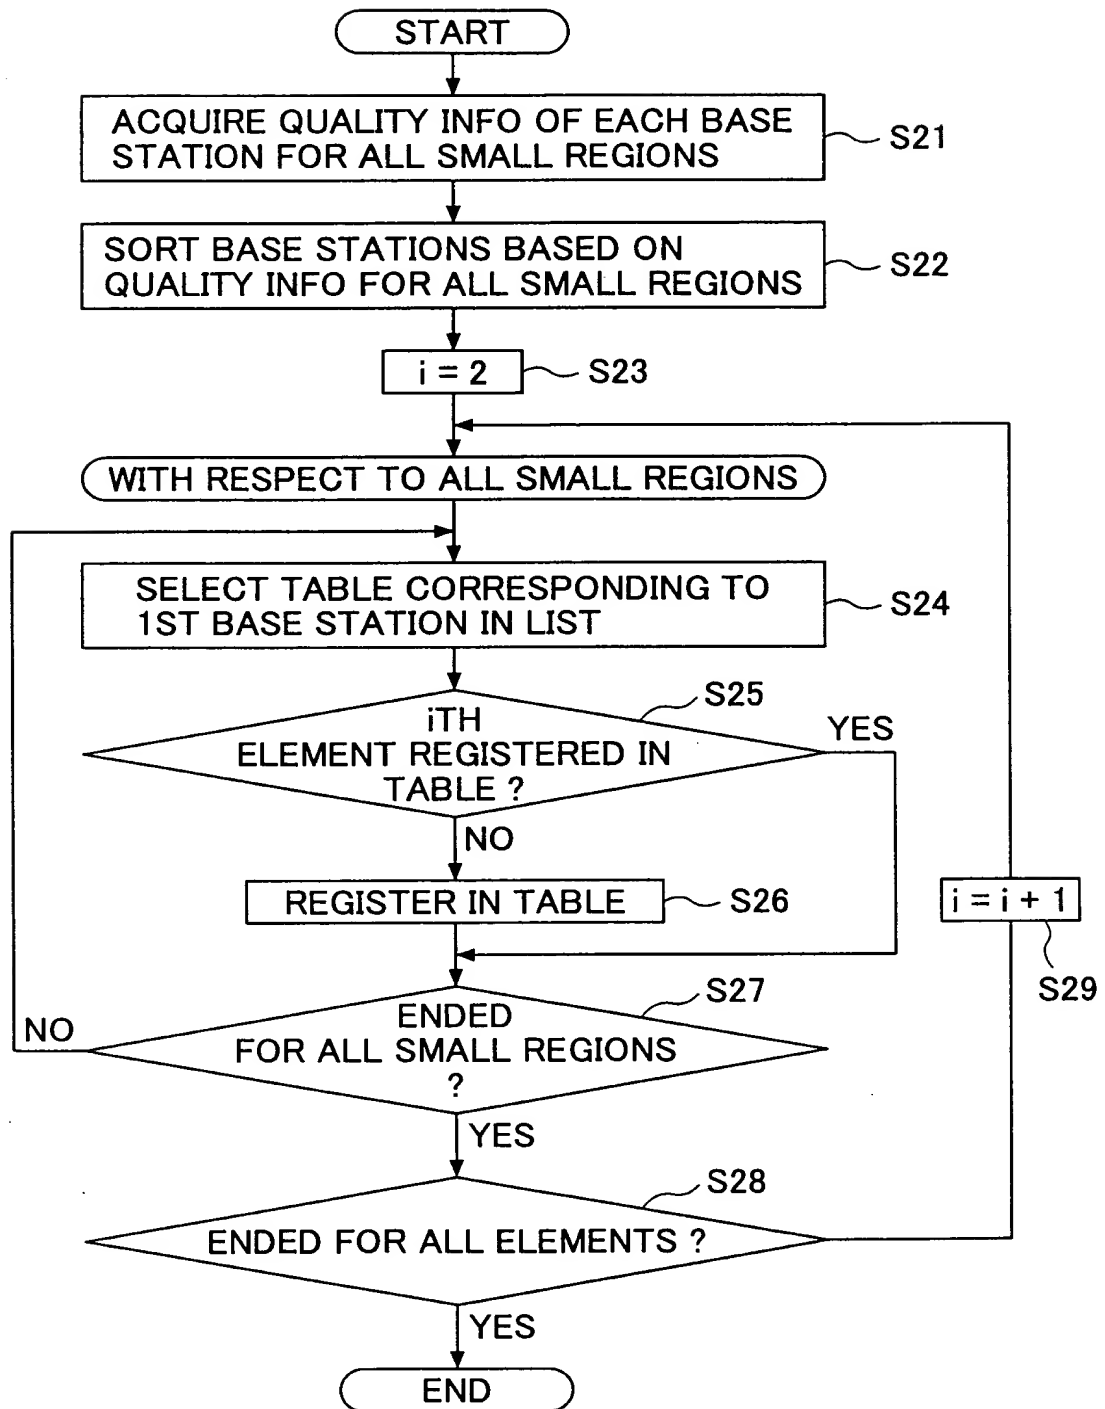 START
ACQUIRE QUALITY INFO OF EACH BASE
STATION FOR ALL SMALL REGIONS
S21
SORT BASE STATIONS BASED ON
QUALITY INFO FOR ALL SMALL REGIONS
S22
i = 2
S23
WITH RESPECT TO ALL SMALL REGIONS
SELECT TABLE CORRESPONDING TO
1ST BASE STATION IN LIST
S24
S25
iTH
ELEMENT REGISTERED IN
TABLE ?
YES
NO
REGISTER IN TABLE
S26
i = i + 1
S29
S27
ENDED
FOR ALL SMALL REGIONS
?
NO
YES
S28
ENDED FOR ALL ELEMENTS ?
YES
END